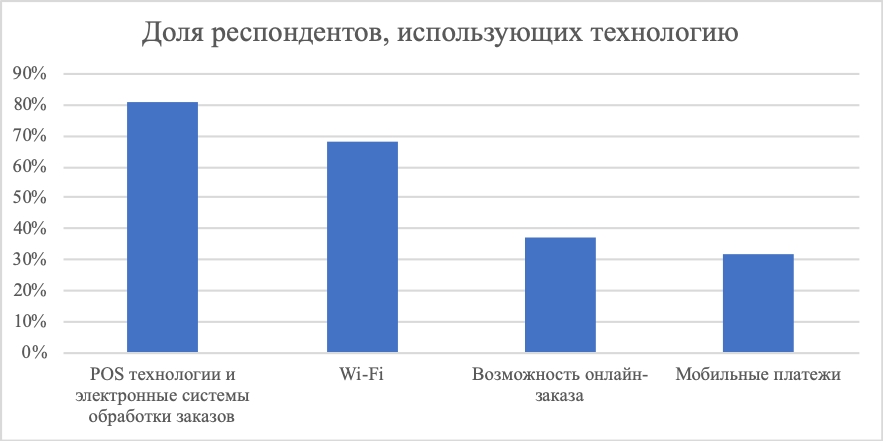 Доля респондентов, использующих технологию
90%
80%
70%
60%
50%
40%
30%
20%
10%
0%
POS технологии и
электронные системы
обработки заказов
Wi-Fi
Возможность онлайн-
заказа
Мобильные платежи